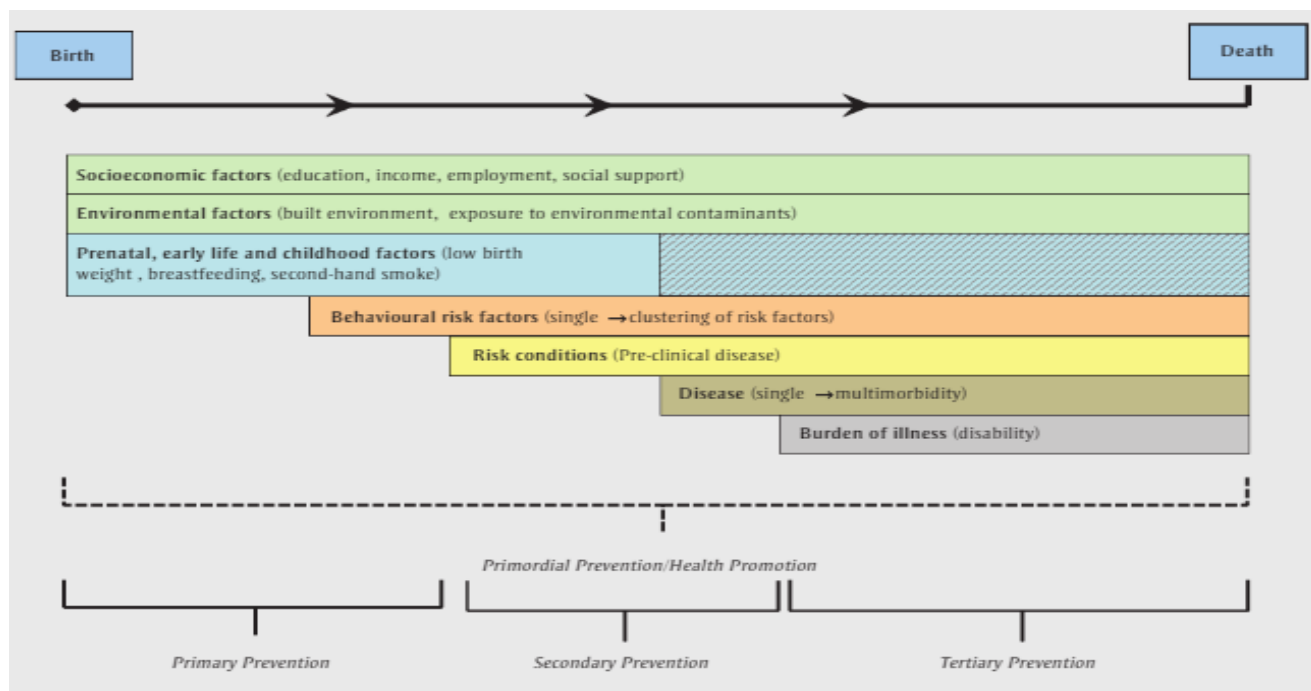 Birth
Death
Socioeconomic factors (education, income, employment, social support)
Environmental factors (built environment, exposure to environmental contaminants)
Prenatal, early life and childhood factors (low birth
weight , breastfeeding, second-hand smoke)
Behavioural risk factors (single →clustering of risk factors)
Risk conditions (Pre-clinical disease)
Disease (single →multimorbidity)
Burden of illness (disability)
Primordial Prevention/Health Promotion
Primary Prevention
Secondary Prevention
Tertiary Prevention